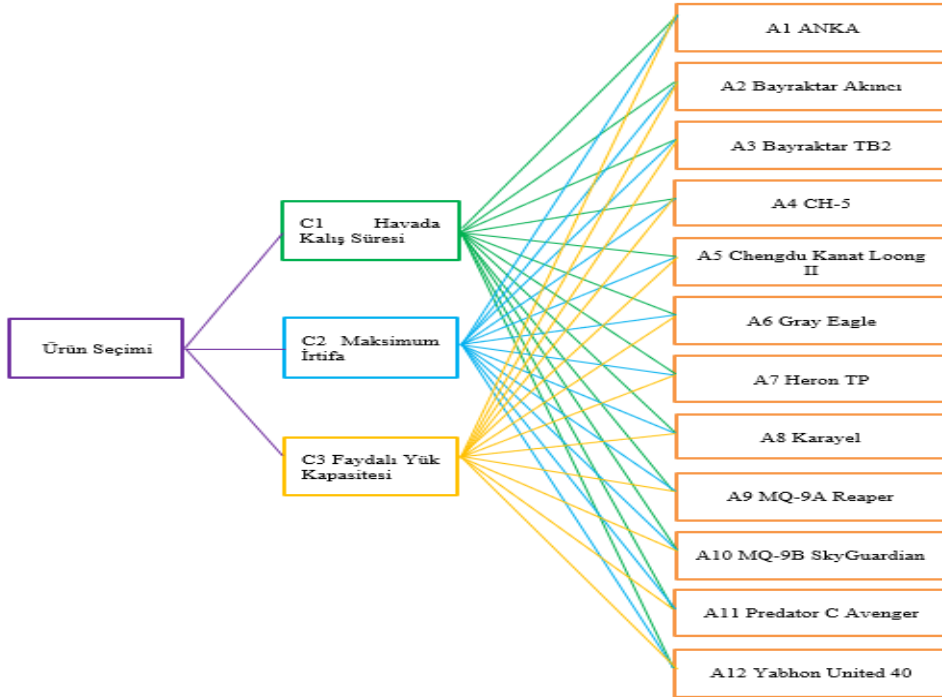 Ürün Seçimi
C1 Havada
Kalış Süresi
C2 Maksimum
İrtifa
C3 Faydalı Yük
Kapasitesi
A1 ANKA
A2 Bayraktar Akıncı
A3 Bayraktar TB2
A4 CH-5
A5 Chengdu Kanat Loong
II
A6 Gray Eagle
A7 Heron TP
A8 Karayel
A9 MQ-9A Reaper
A10 MQ-9B SkyGuardian
A11 Predator C Avenger
A12 Yabhon United 40